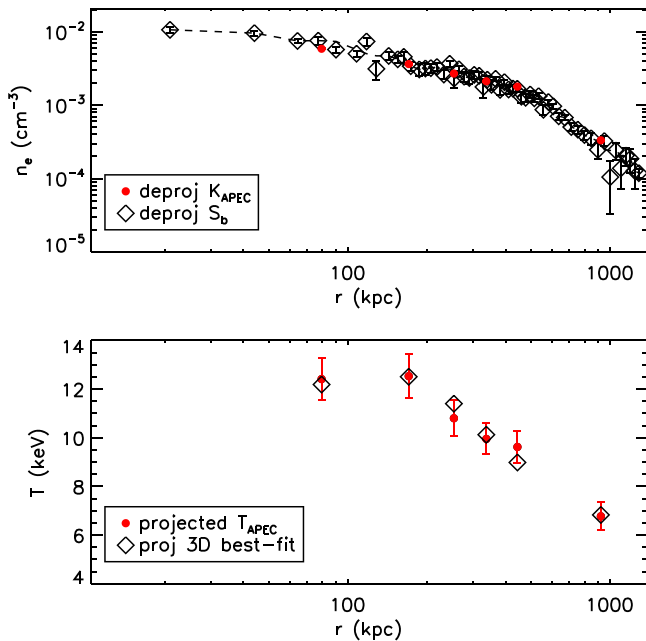 10⁻²
10⁻³
10⁻⁴
10⁻⁵
nₑ (cm⁻³)
deproj K_APEC
deproj S_b
100
1000
r (kpc)
14
12
10
8
6
4
T (keV)
projected T_APEC
proj 3D best-fit
100
1000
r (kpc)